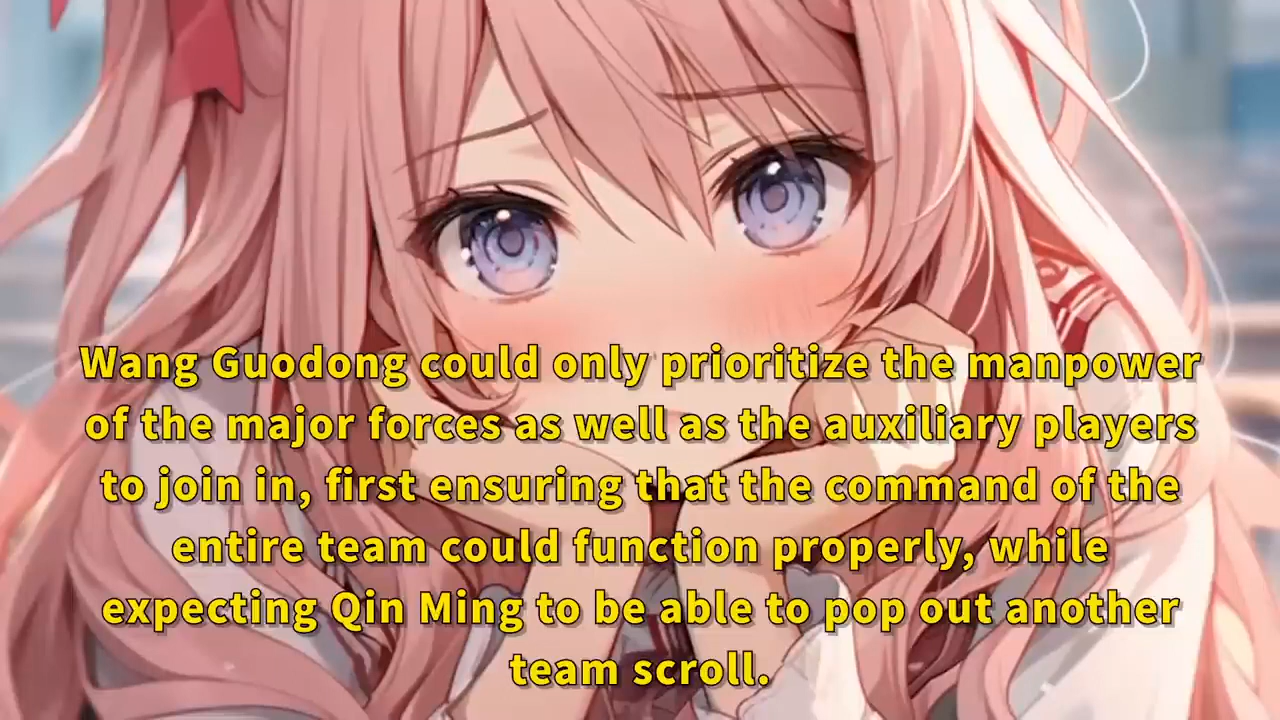 Wang Guodong could only prioritize the manpower
of the major forces as well as the auxiliary players
to join in, first ensuring that the command of the
entire team could function properly, while
expecting Qin Ming to be able to pop out another
team scroll.